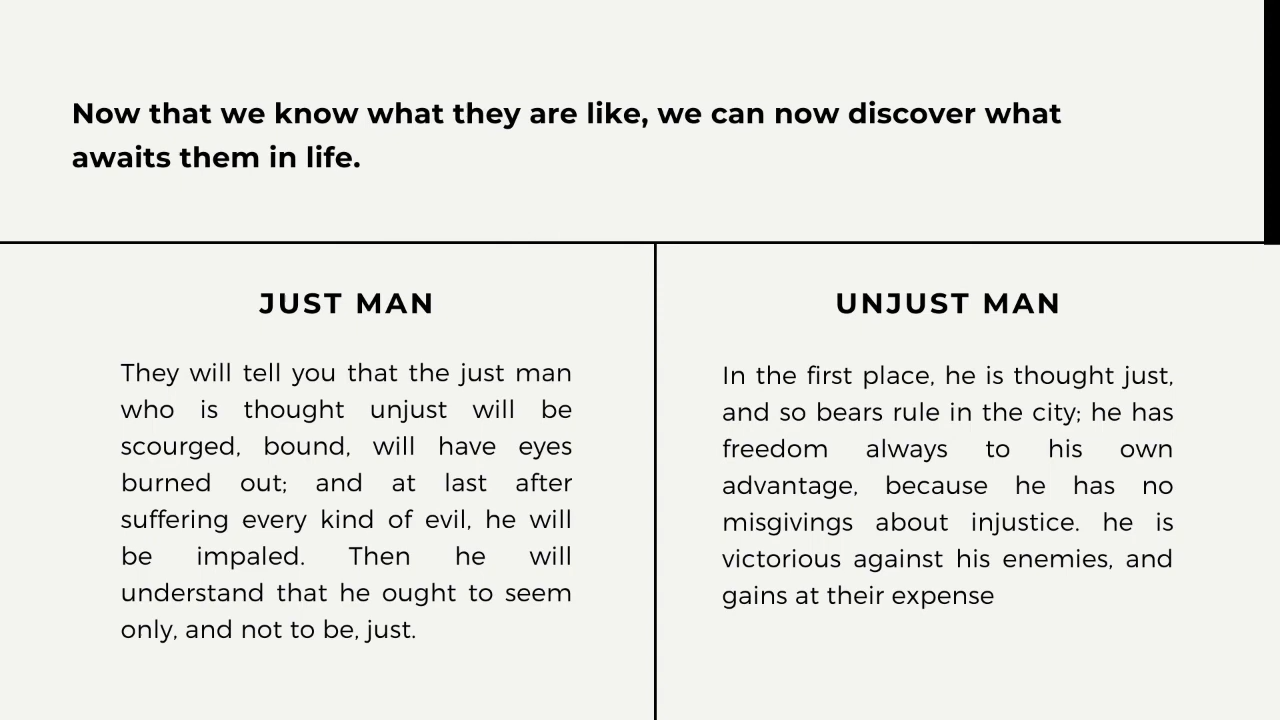 Now that we know what they are like, we can now discover what
awaits them in life.
JUST MAN
They will tell you that the just man
who is thought unjust will be
scourged, bound, will have eyes
burned out; and at last after
suffering every kind of evil, he will
be impaled. Then he will
understand that he ought to seem
only, and not to be, just.
UNJUST MAN
In the first place, he is thought just,
and so bears rule in the city; he has
freedom always to his own
advantage, because he has no
misgivings about injustice. he is
victorious against his enemies, and
gains at their expense